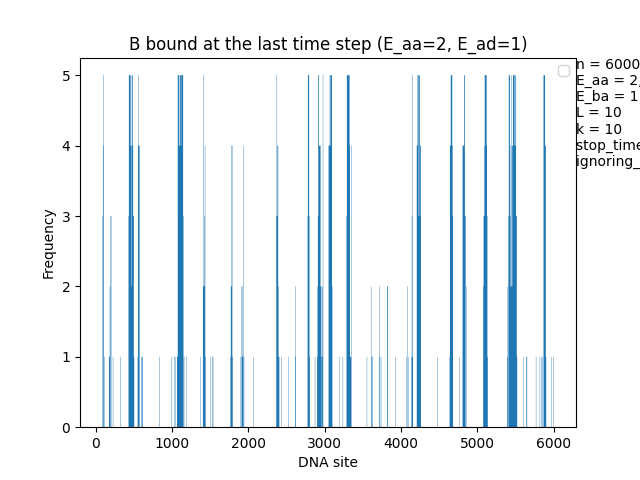 B bound at the last time step (E_aa=2, E_ad=1)
n = 6000
E_aa = 2,
E_ba = 1
L = 10
k = 10
stop_time
ignoring_
Frequency
5
4
3
2
1
0
0 1000 2000 3000 4000 5000 6000
DNA site